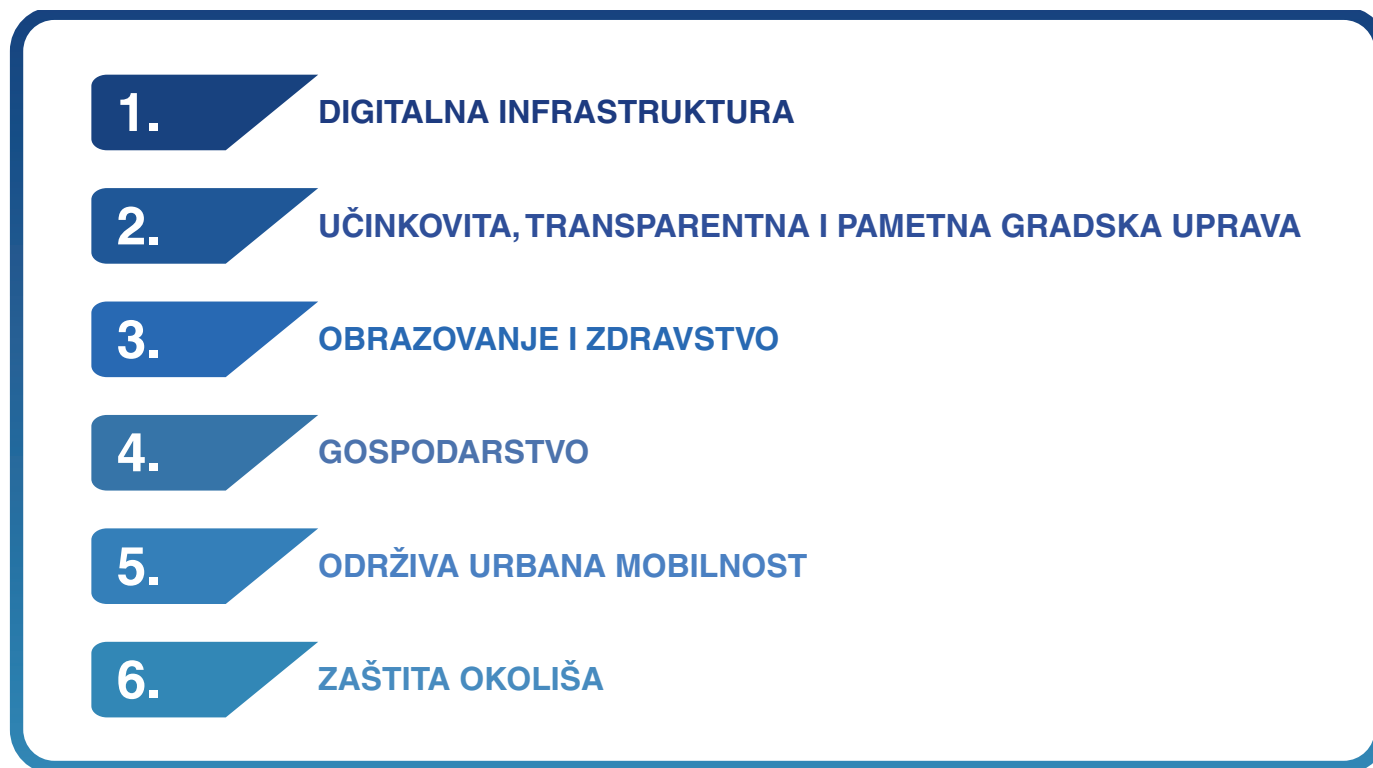 1. DIGITALNA INFRASTRUKTURA
2. UČINKOVITA, TRANSPARENTNA I PAMETNA GRADSKA UPRAVA
3. OBRAZOVANJE I ZDRAVSTVO
4. GOSPODARSTVO
5. ODRŽIVA URBANA MOBILNOST
6. ZAŠTITA OKOLIŠA